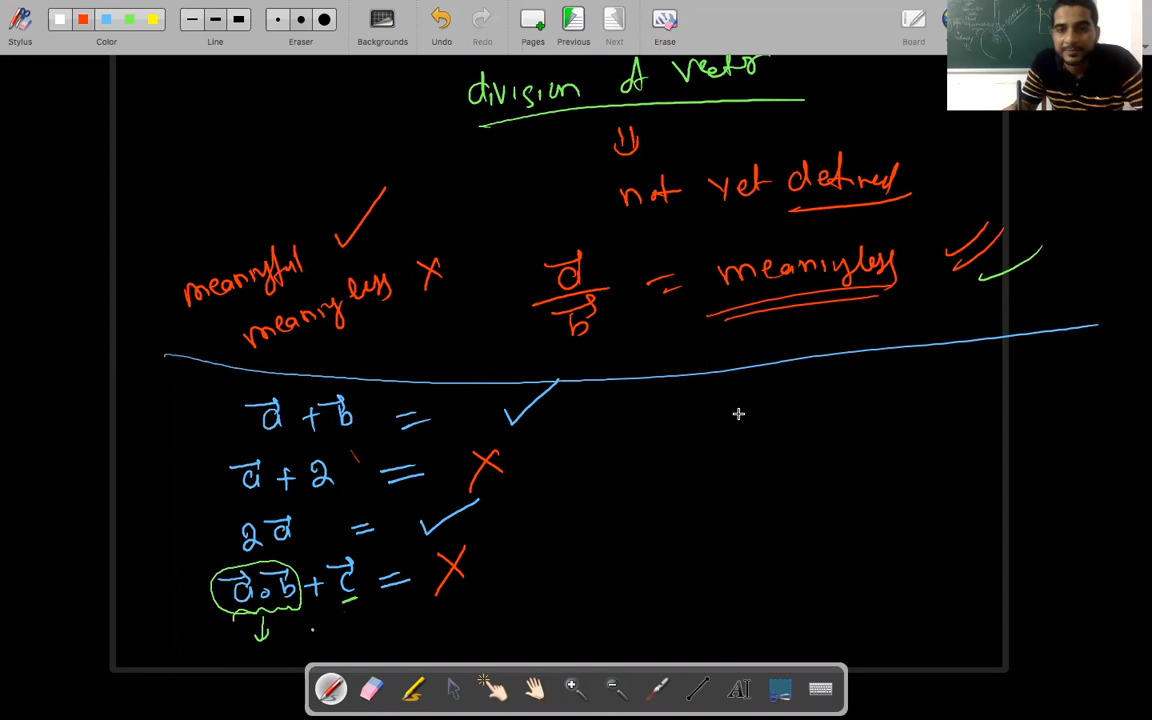 Stylus Color Line Eraser Backgrounds Undo Redo Pages Previous Next Erase Board
division of vector
not yet defined
meaningful ✓
meaningless ✗
a⃗ / b⃗ = meaningless
a⃗ + b⃗ = ✓
a⃗ + 2 = ✗
2a⃗ = ✓
a⃗.b⃗ + c⃗ = ✗